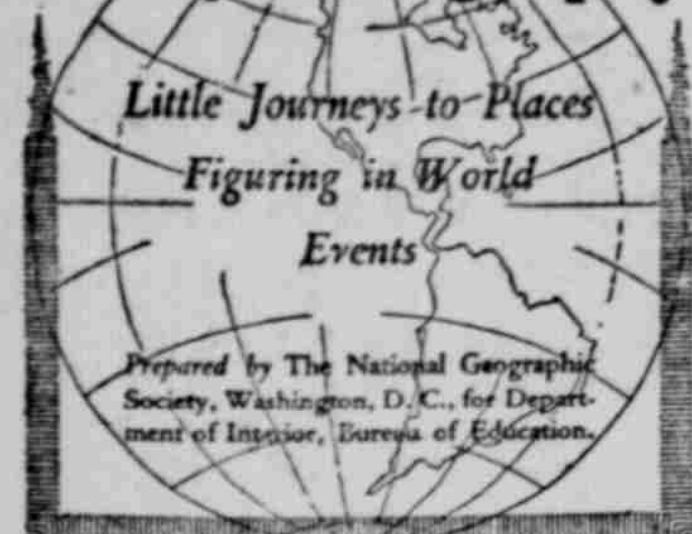 Little Journeys to Places
Figuring in World
Events
Prepared by The National Geographic
Society, Washington, D. C., for Depart-
ment of Interior, Bureau of Education.